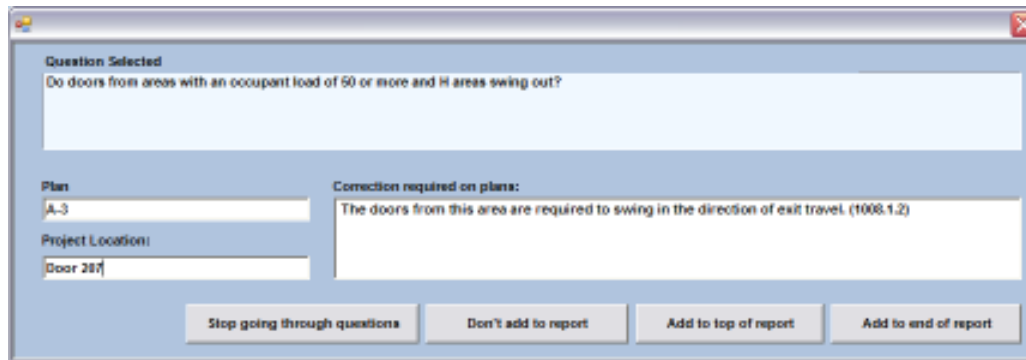 Question Selected
Do doors from areas with an occupant load of 50 or more and H areas swing out?
Plan
A-3
Correction required on plans:
The doors from this area are required to swing in the direction of exit travel. (1008.1.2)
Project Location:
Door 207
Stop going through questions
Don't add to report
Add to top of report
Add to end of report